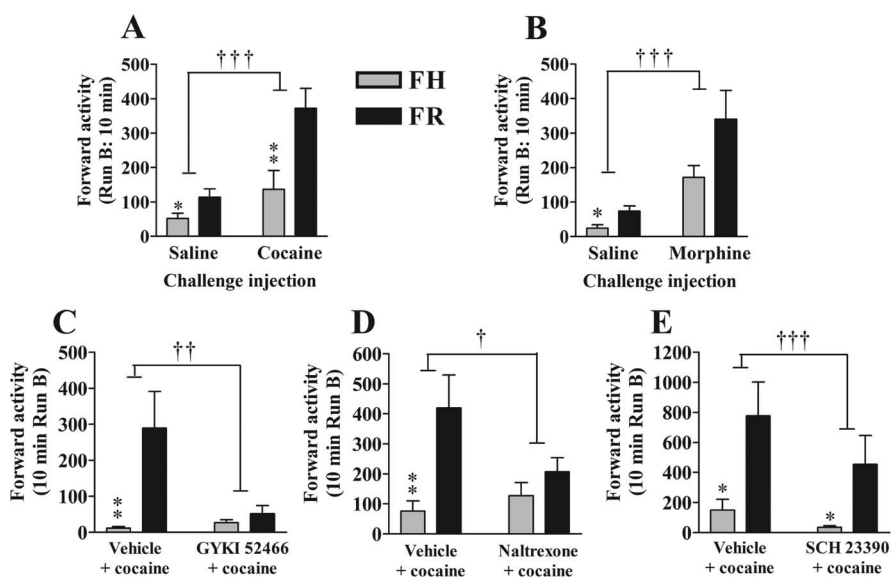 A
Forward activity
(Run B: 10 min)
500
400
300
200
100
0
†††
*
**
Saline Cocaine
Challenge injection
FH
FR
B
Forward activity
(Run B: 10 min)
500
400
300
200
100
0
†††
*
Saline Morphine
Challenge injection
C
Forward activity
(10 min Run B)
500
400
300
200
100
0
††
**
Vehicle GYKI 52466
+ cocaine + cocaine
D
Forward activity
(10 min Run B)
600
500
400
300
200
100
0
†
**
Vehicle Naltrexone
+ cocaine + cocaine
E
Forward activity
(10 min Run B)
1200
1000
800
600
400
200
0
†††
*
*
Vehicle SCH 23390
+ cocaine + cocaine